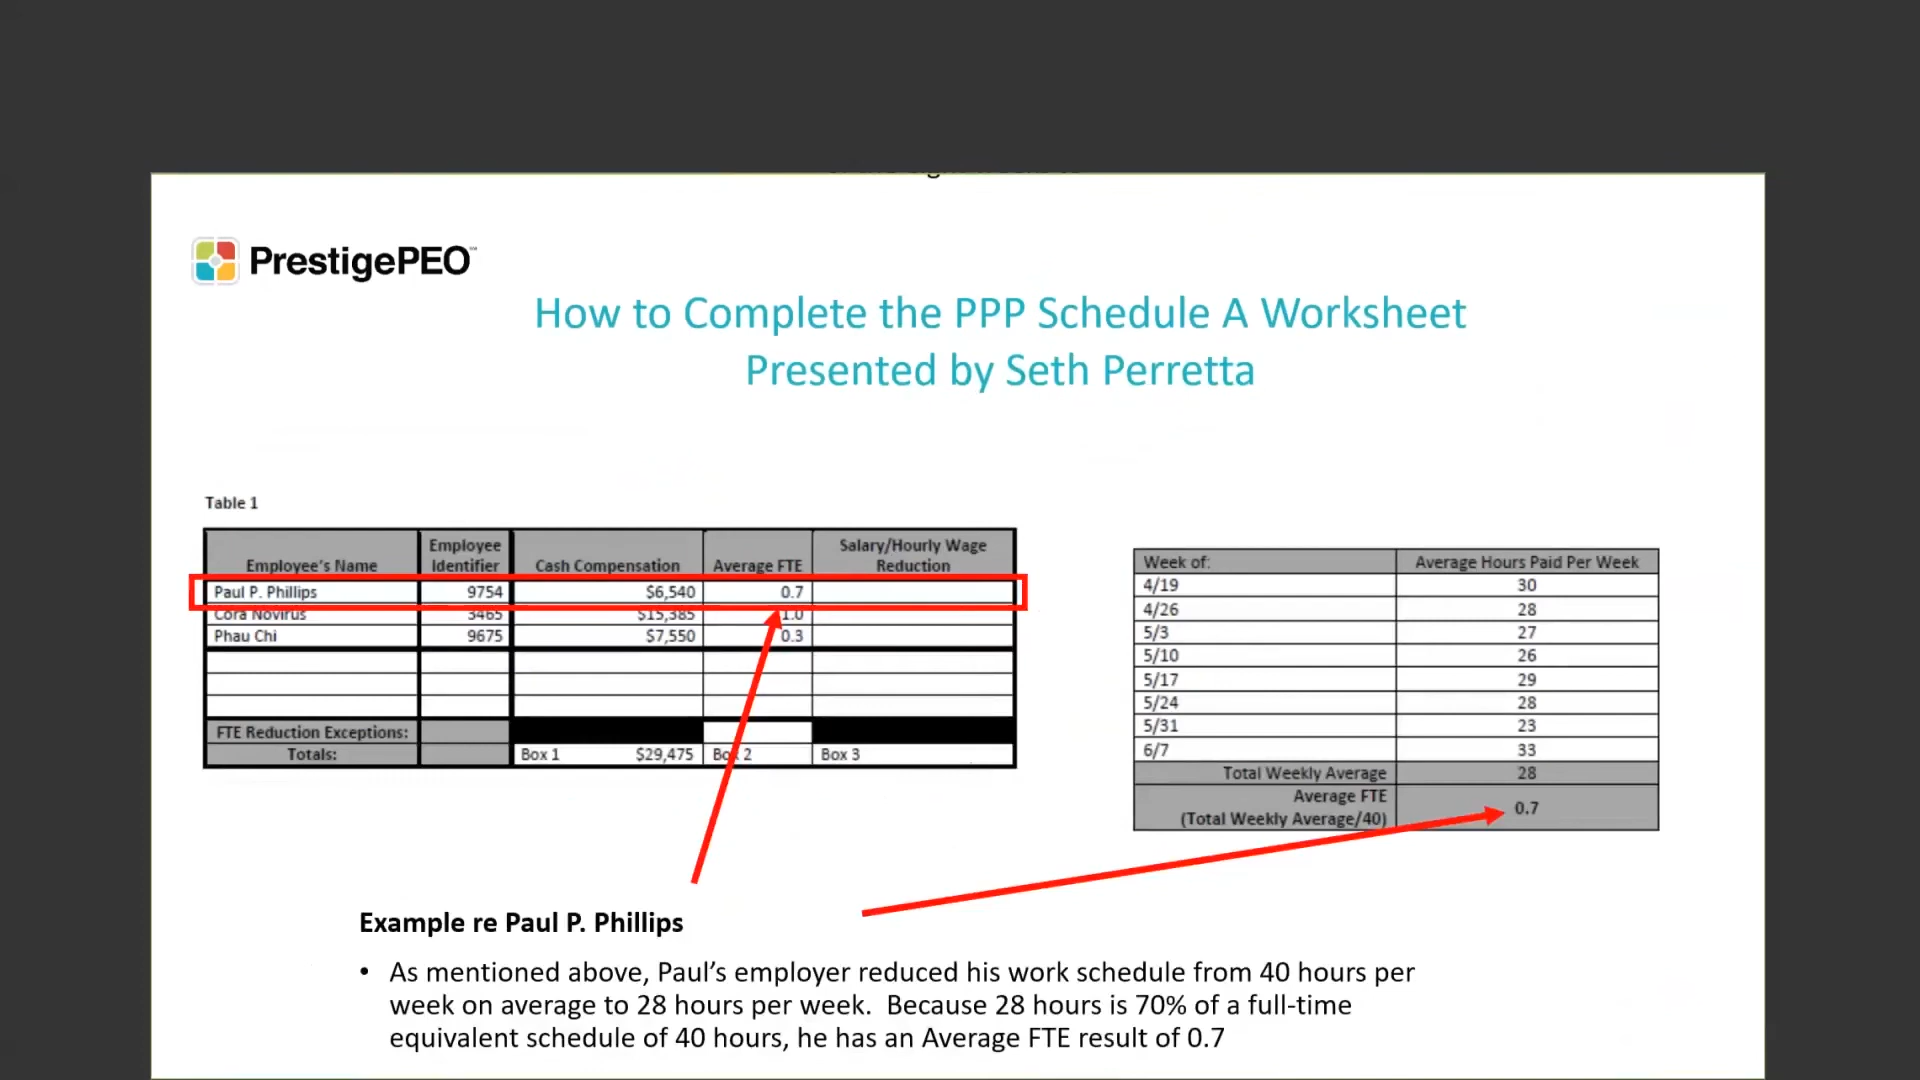 PrestigePEO™
How to Complete the PPP Schedule A Worksheet
Presented by Seth Perretta
Table 1
Employee's Name Employee Identifier Cash Compensation Average FTE Salary/Hourly Wage Reduction
Paul P. Phillips 9754 $6,540 0.7
Cora Novirus 3465 $15,385 1.0
Phau Chi 9675 $7,550 0.3
FTE Reduction Exceptions:
Totals: Box 1 $29,475 Box 2 Box 3
Week of: Average Hours Paid Per Week
4/19 30
4/26 28
5/3 27
5/10 26
5/17 29
5/24 28
5/31 23
6/7 33
Total Weekly Average 28
Average FTE
(Total Weekly Average/40) 0.7
Example re Paul P. Phillips
• As mentioned above, Paul's employer reduced his work schedule from 40 hours per
week on average to 28 hours per week. Because 28 hours is 70% of a full-time
equivalent schedule of 40 hours, he has an Average FTE result of 0.7